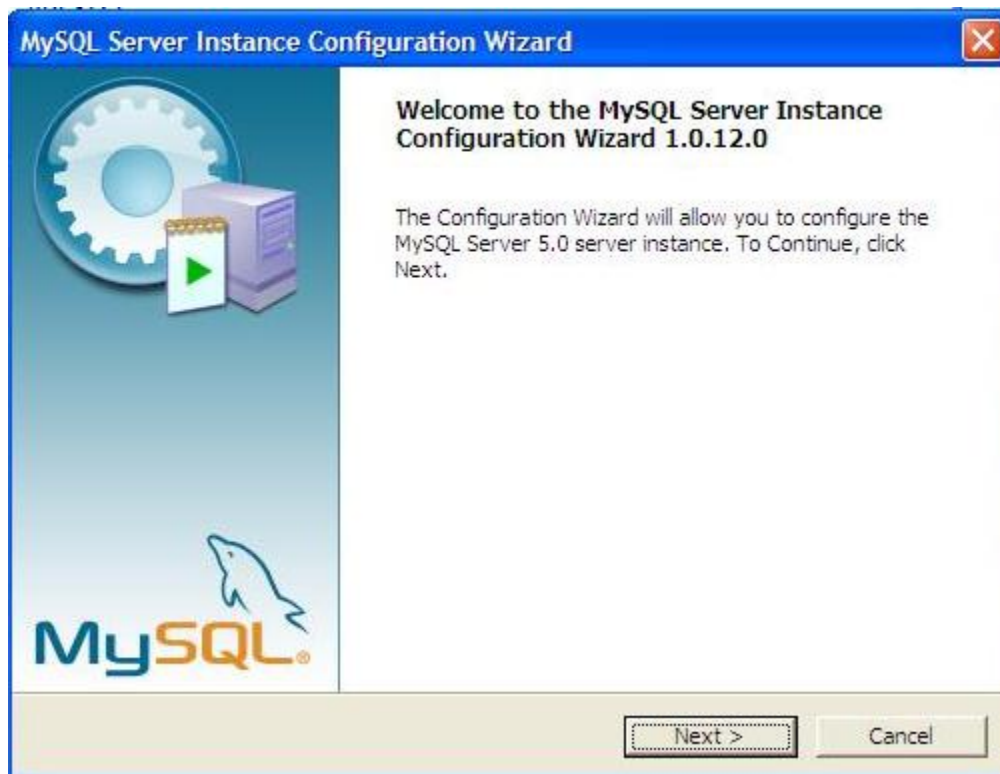 MySQL Server Instance Configuration Wizard
Welcome to the MySQL Server Instance
Configuration Wizard 1.0.12.0
The Configuration Wizard will allow you to configure the
MySQL Server 5.0 server instance. To Continue, click
Next.
MySQL®
Next >
Cancel